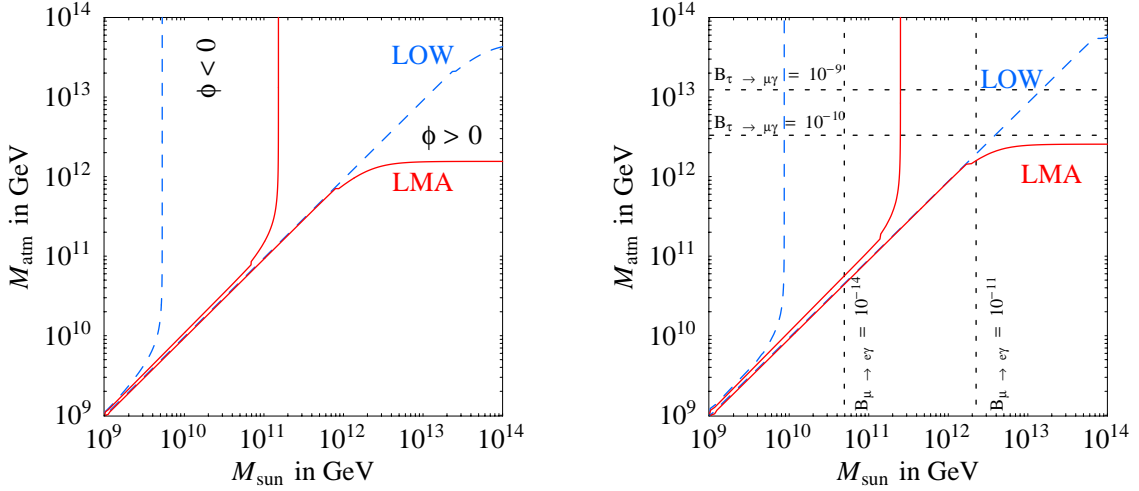 10^14
10^13
10^12
10^11
10^10
10^9
M_atm in GeV
ϕ < 0
LOW
ϕ > 0
LMA
10^9 10^10 10^11 10^12 10^13 10^14
M_sun in GeV
10^14
10^13
10^12
10^11
10^10
10^9
M_atm in GeV
B_τ → μγ = 10^-9
LOW
B_τ → μγ = 10^-10
LMA
B_μ → eγ = 10^-14
B_μ → eγ = 10^-11
10^9 10^10 10^11 10^12 10^13 10^14
M_sun in GeV